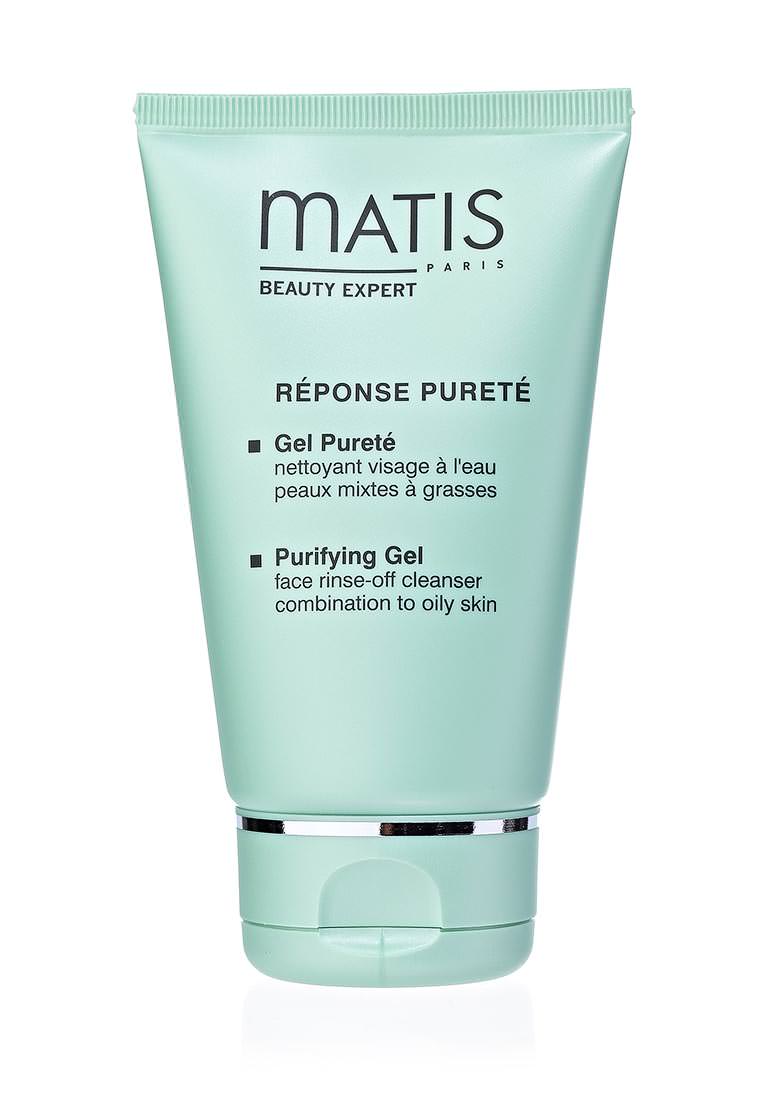 MATIS
PARIS
BEAUTY EXPERT
RÉPONSE PURETÉ
■ Gel Pureté
nettoyant visage à l'eau
peaux mixtes à grasses
■ Purifying Gel
face rinse-off cleanser
combination to oily skin